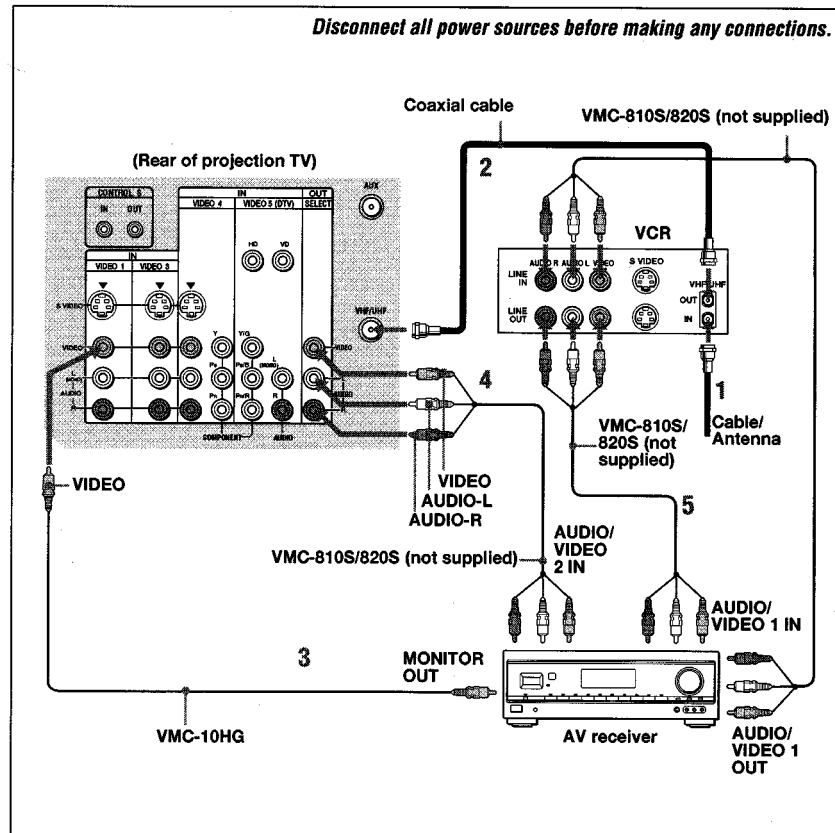 Disconnect all power sources before making any connections.
Coaxial cable
VMC-810S/820S (not supplied)
(Rear of projection TV)
2
CONTROL S
IN OUT
IN
OUT
VIDEO 4
VIDEO 5 (DTV)
SELECT
AUX
VCR
IN
VIDEO 1
VIDEO 3
HD
VD
AUDIO R AUDIO L VIDEO
S VIDEO
LINE IN
VHF/UHF
OUT
S VIDEO
VHF/UHF
LINE OUT
IN
VIDEO
Y
Y/G
VIDEO
L
(MONO)
AUDIO
R
PB
PB/B
L
(MONO)
AUDIO
4
1
PR
PR/R
R
COMPONENT
AUDIO
Cable/
Antenna
VMC-810S/
820S (not
supplied)
VIDEO
VIDEO
AUDIO-L
AUDIO-R
5
AUDIO/
VIDEO
2 IN
VMC-810S/820S (not supplied)
AUDIO/
VIDEO 1 IN
3
MONITOR
OUT
VMC-10HG
AV receiver
AUDIO/
VIDEO 1
OUT